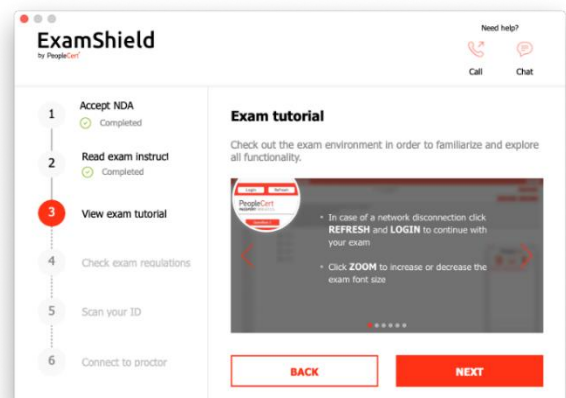 ExamShield
by PeopleCert
Need help?
Call
Chat
1
Accept NDA
Completed
2
Read exam instruct
Completed
3
View exam tutorial
4
Check exam regulations
5
Scan your ID
6
Connect to proctor
Exam tutorial
Check out the exam environment in order to familiarize and explore
all functionality.
Login Refresh
PeopleCert
• In case of a network disconnection click
REFRESH and LOGIN to continue with
your exam
• Click ZOOM to increase or decrease the
exam font size
BACK
NEXT